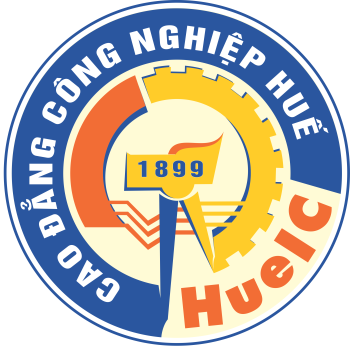 CAO ĐẲNG CÔNG NGHIỆP HUẾ
1899
HueIC